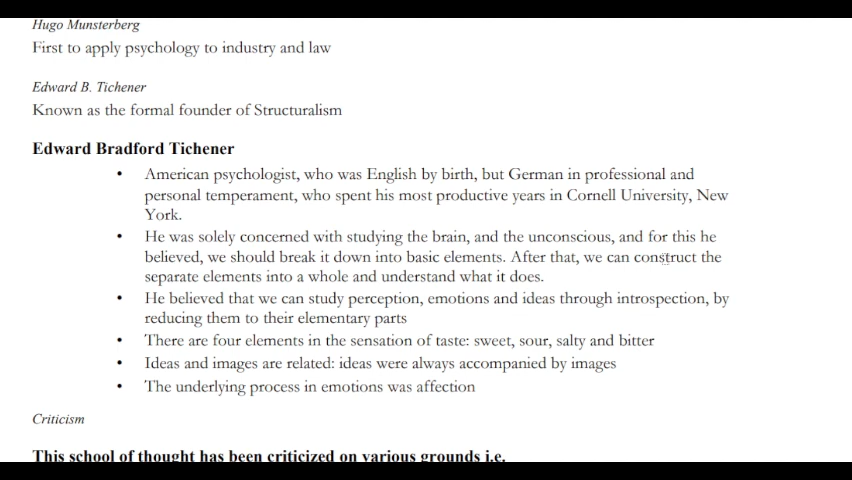 Hugo Munsterberg
First to apply psychology to industry and law
Edward B. Tichener
Known as the formal founder of Structuralism
Edward Bradford Tichener
• American psychologist, who was English by birth, but German in professional and
personal temperament, who spent his most productive years in Cornell University, New
York.
• He was solely concerned with studying the brain, and the unconscious, and for this he
believed, we should break it down into basic elements. After that, we can construct the
separate elements into a whole and understand what it does.
• He believed that we can study perception, emotions and ideas through introspection, by
reducing them to their elementary parts
• There are four elements in the sensation of taste: sweet, sour, salty and bitter
• Ideas and images are related: ideas were always accompanied by images
• The underlying process in emotions was affection
Criticism
This school of thought has been criticized on various grounds i.e.